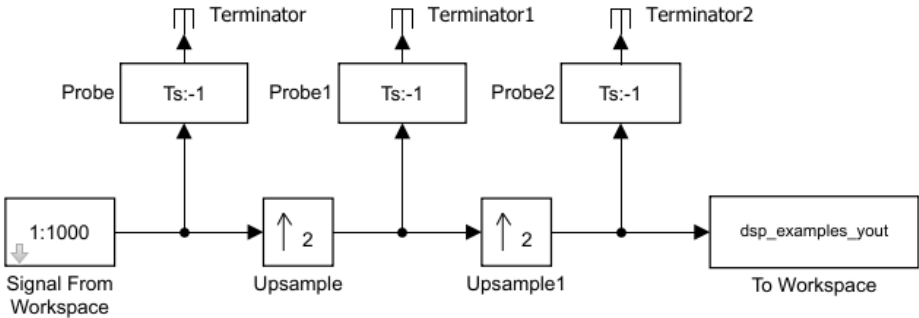 Terminator
Terminator1
Terminator2
Probe
Ts:-1
Probe1
Ts:-1
Probe2
Ts:-1
1:1000
2
2
dsp_examples_yout
Signal From
Workspace
Upsample
Upsample1
To Workspace